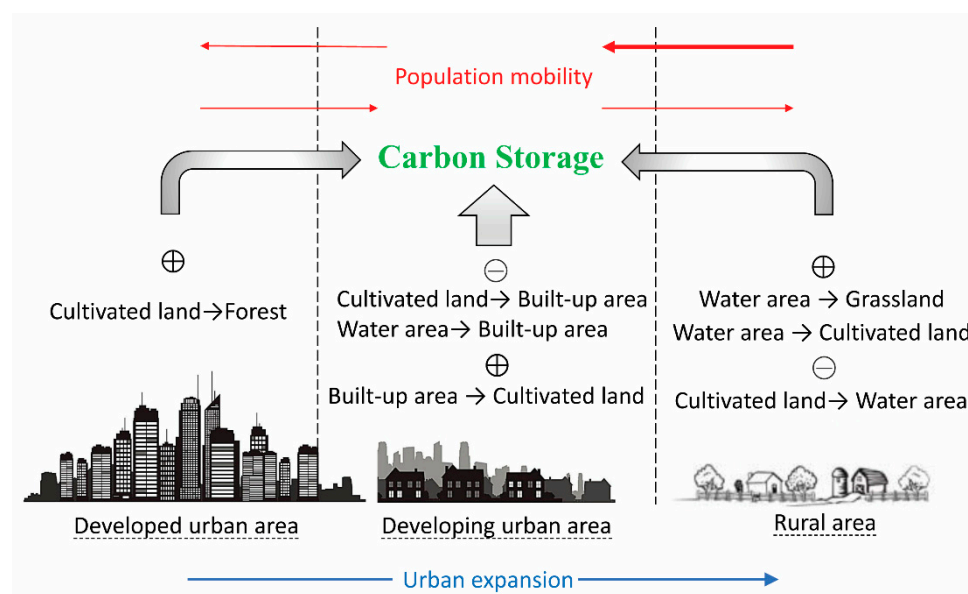 Population mobility
Carbon Storage
⊕
Cultivated land→Forest
⊖
Cultivated land→ Built-up area
Water area→ Built-up area
⊕
Built-up area → Cultivated land
⊕
Water area → Grassland
Water area → Cultivated land
⊖
Cultivated land→ Water area
Developed urban area
Developing urban area
Rural area
Urban expansion